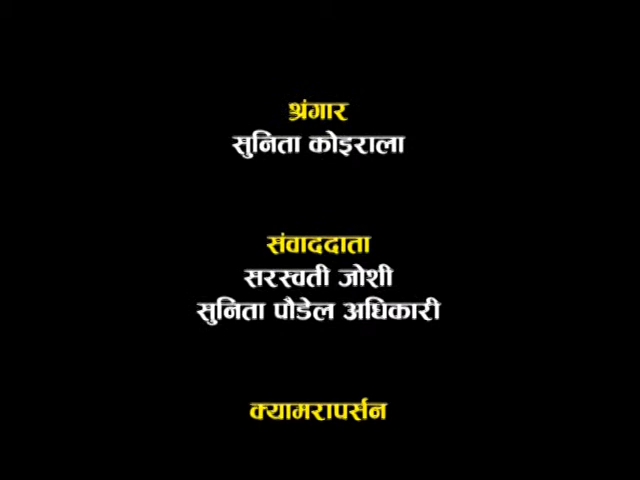 श्रंगार
सुनिता कोइराला
संवाददाता
सरस्वती जोशी
सुनिता पौडेल अधिकारी
क्यामरापर्सन